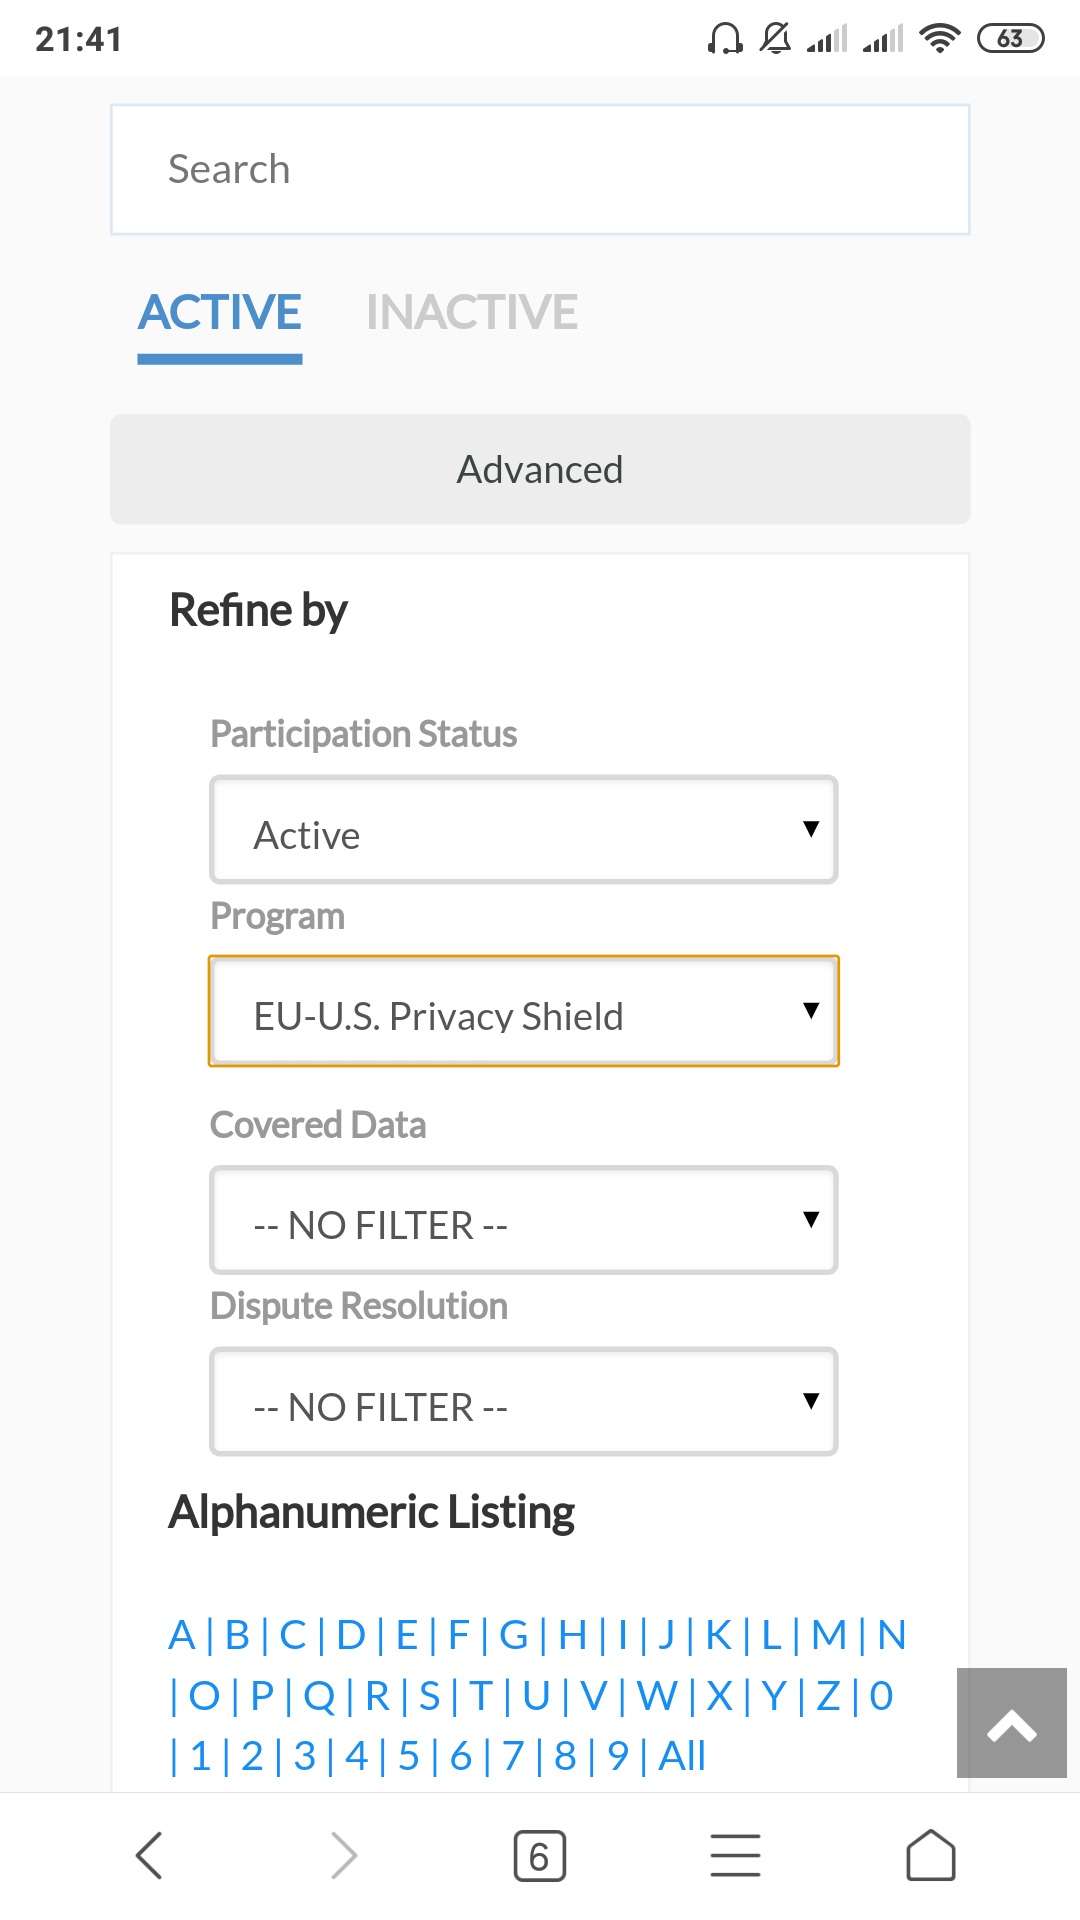 21:41
63
Search
ACTIVE INACTIVE
Advanced
Refine by
Participation Status
Active
Program
EU-U.S. Privacy Shield
Covered Data
-- NO FILTER --
Dispute Resolution
-- NO FILTER --
Alphanumeric Listing
A | B | C | D | E | F | G | H | I | J | K | L | M | N
| O | P | Q | R | S | T | U | V | W | X | Y | Z | 0
| 1 | 2 | 3 | 4 | 5 | 6 | 7 | 8 | 9 | All
6